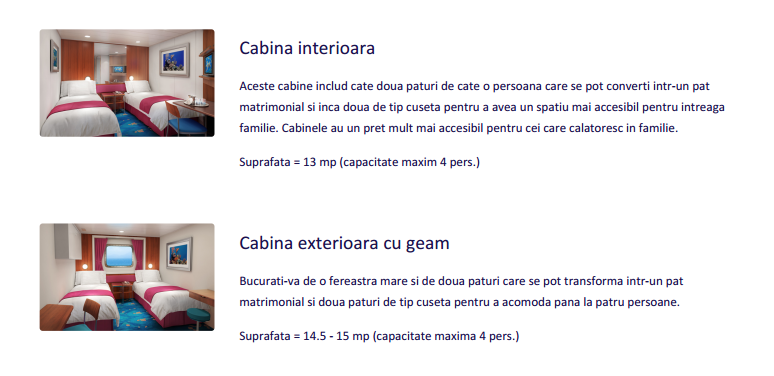 Cabina interioara
Aceste cabine includ cate doua paturi de cate o persoana care se pot converti intr-un pat
matrimonial si inca doua de tip cuseta pentru a avea un spatiu mai accesibil pentru intreaga
familie. Cabinele au un pret mult mai accesibil pentru cei care calatoresc in familie.
Suprafata = 13 mp (capacitate maxim 4 pers.)
Cabina exterioara cu geam
Bucurati-va de o fereastra mare si de doua paturi care se pot transforma intr-un pat
matrimonial si doua paturi de tip cuseta pentru a acomoda pana la patru persoane.
Suprafata = 14.5 - 15 mp (capacitate maxima 4 pers.)